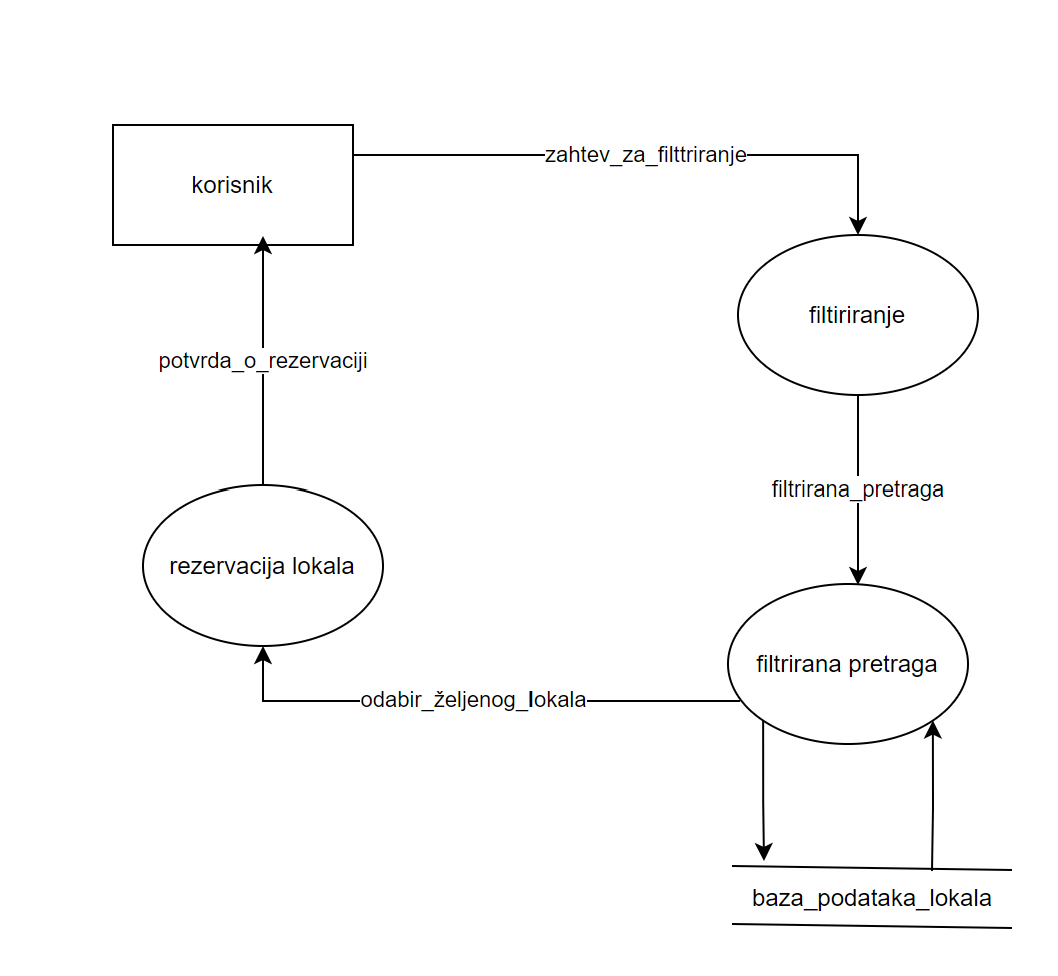 korisnik
zahtev_za_filttriranje
filtiriranje
potvrda_o_rezervaciji
filtrirana_pretraga
rezervacija lokala
filtrirana pretraga
odabir_željenog_lokala
baza_podataka_lokala